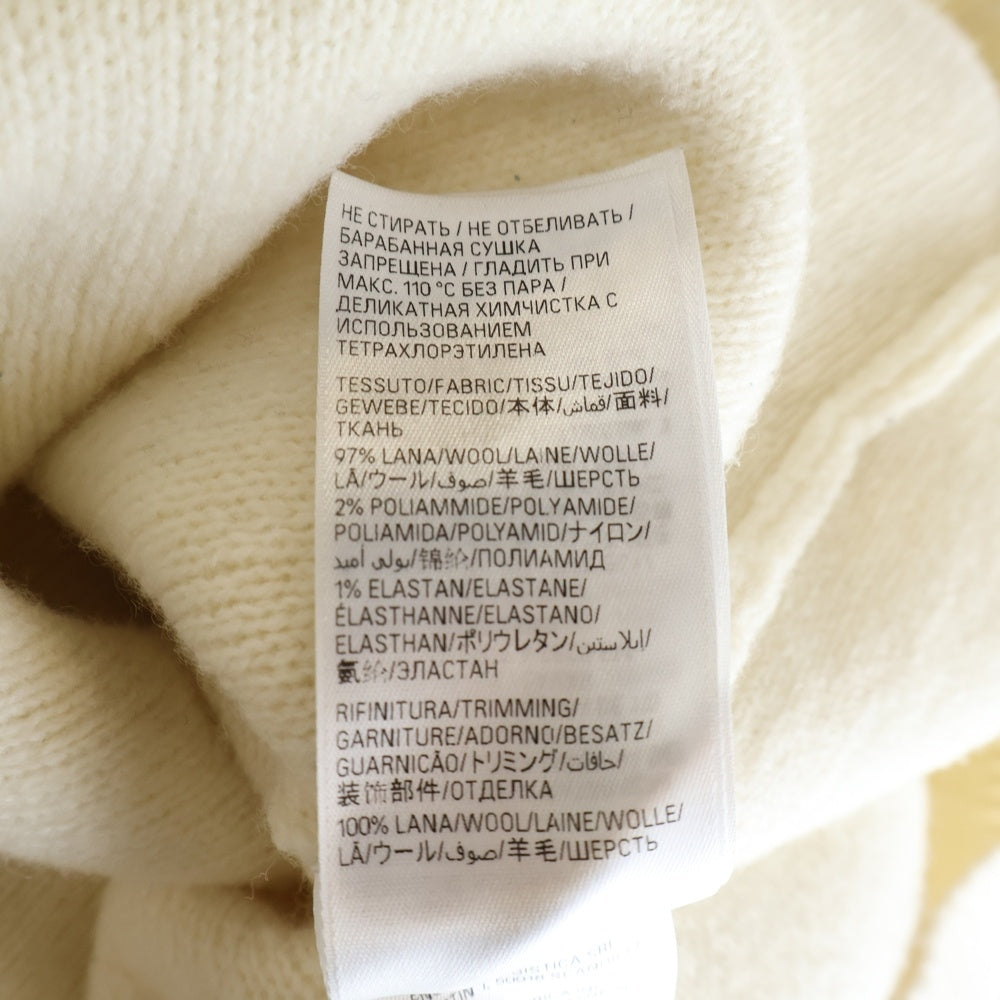 НЕ СТИРАТЬ / НЕ ОТБЕЛИВАТЬ /
БАРАБАННАЯ СУШКА
ЗАПРЕЩЕНА / ГЛАДИТЬ ПРИ
МАКС. 110 °C БЕЗ ПАРА /
ДЕЛИКАТНАЯ ХИМЧИСТКА С
ИСПОЛЬЗОВАНИЕМ
ТЕТРАХЛОРЭТИЛЕНА
TESSUTO/FABRIC/TISSU/TEJIDO/
GEWEBE/TECIDO/本体/قماش/面料/
ТКАНЬ
97% LANA/WOOL/LAINE/WOLLE/
LÃ/ウール/صوف/羊毛/ШЕРСТЬ
2% POLIAMMIDE/POLYAMIDE/
POLIAMIDA/POLYAMID/ナイロン/
بولي أميد/锦纶/ПОЛИАМИД
1% ELASTAN/ELASTANE/
ÉLASTHANNE/ELASTANO/
ELASTHAN/ポリウレタン/إيلاستين/
氨纶/ЭЛАСТАН
RIFINITURA/TRIMMING/
GARNITURE/ADORNO/BESATZ/
GUARNICÃO/トリミング/حافات/
装饰部件/ОТДЕЛКА
100% LANA/WOOL/LAINE/WOLLE/
LÃ/ウール/صوف/羊毛/ШЕРСТЬ